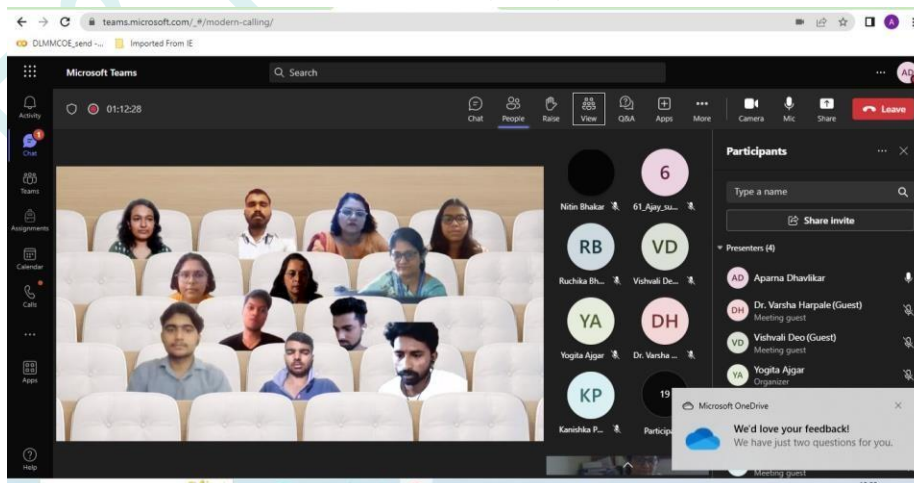 teams.microsoft.com/_#/modern-calling/
DLMMCOE_send -... Imported From IE
Microsoft Teams
Search
AD
Activity
1
Chat
Teams
Assignments
Calendar
Calls
...
Apps
Help
01:12:28
Chat People Raise View Q&A Apps More Camera Mic Share Leave
6
Nitin Bhakar 61_Ajay_su...
RB VD
Ruchika Bh... Vishvali De...
YA DH
Yogita Ajgar Dr. Varsha ...
KP 19
Kanishka P... Particip
Participants
Type a name
Share invite
Presenters (4)
AD Aparna Dhavlikar
DH Dr. Varsha Harpale (Guest)
Meeting guest
VD Vishvali Deo (Guest)
Meeting guest
YA Yogita Ajgar
Organizer
Microsoft OneDrive
We'd love your feedback!
We have just two questions for you.
Meeting guest